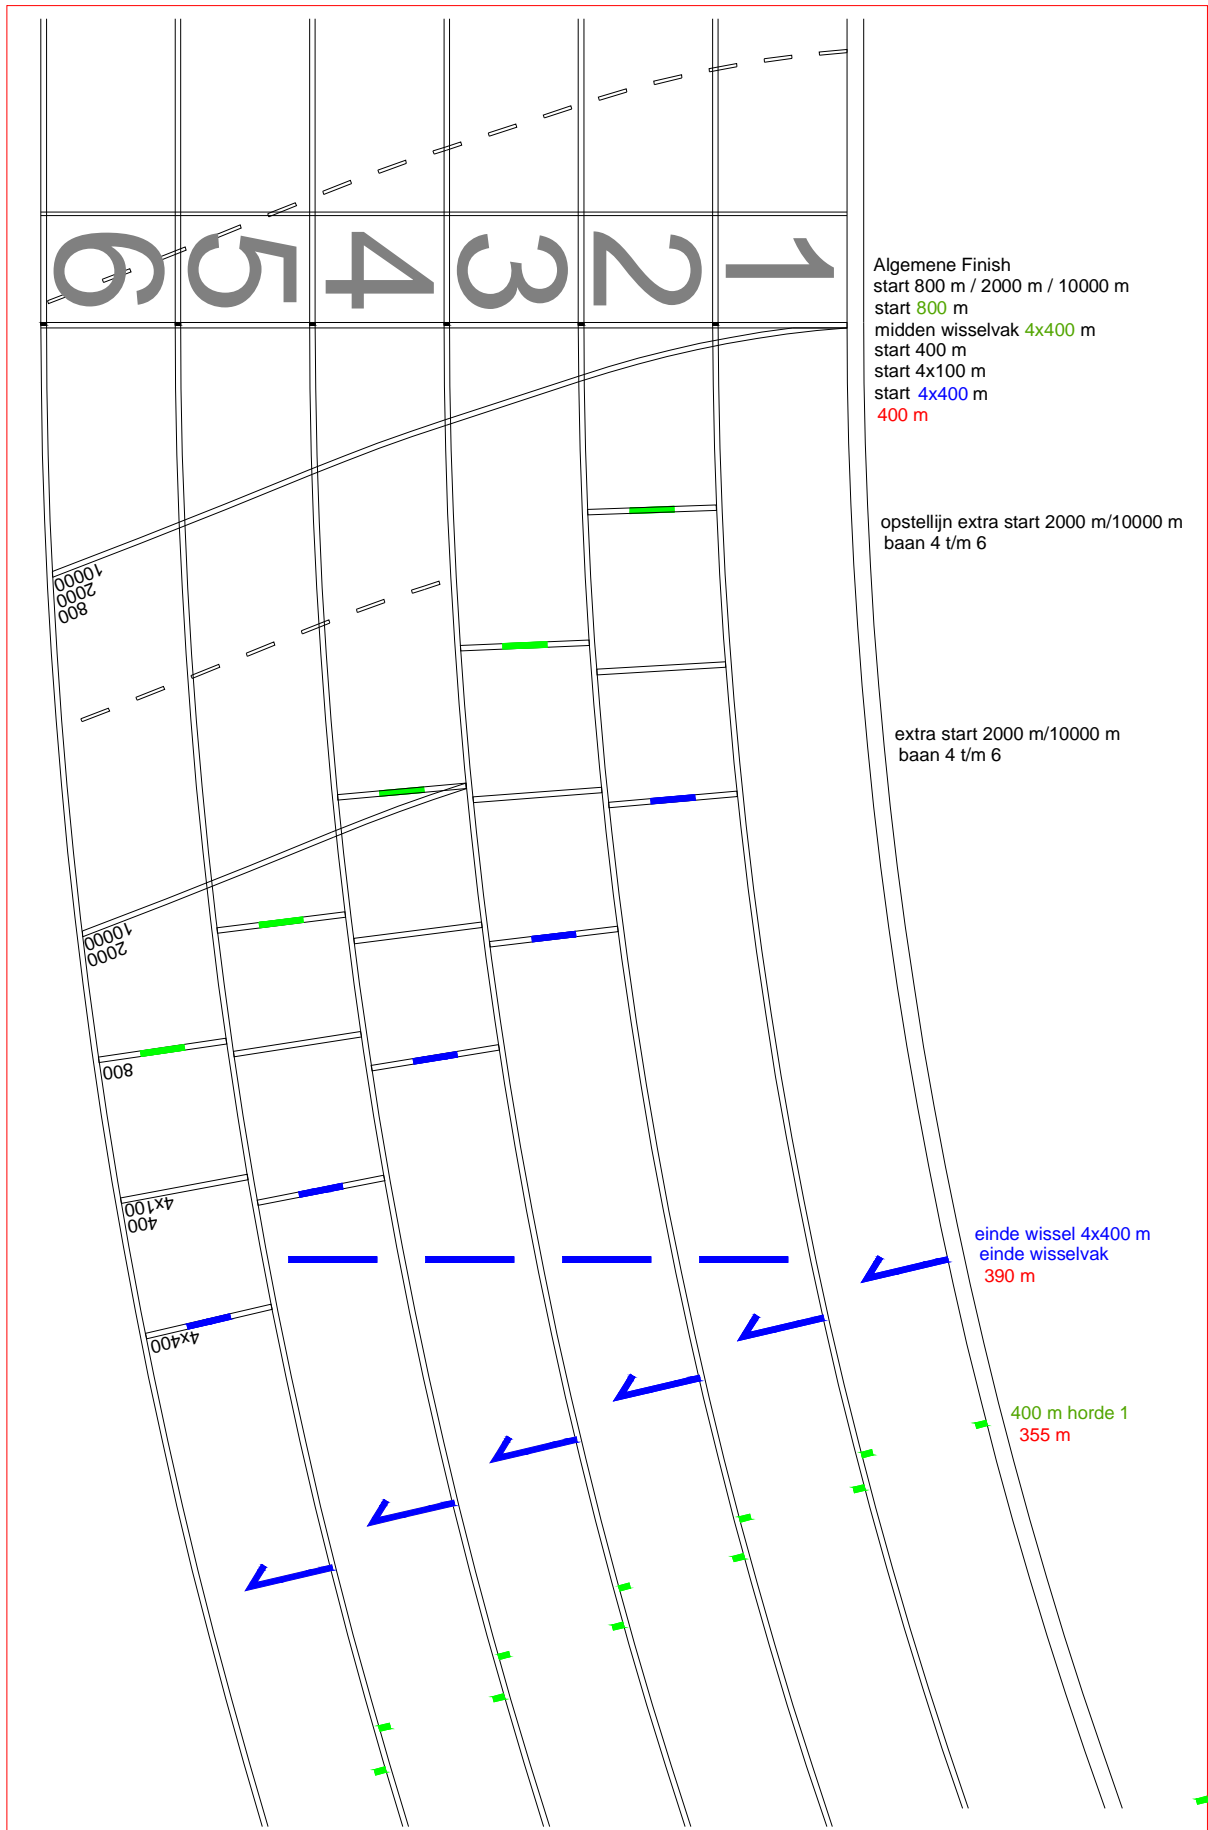 6 5 4 3 2 1
Algemene Finish
start 800 m / 2000 m / 10000 m
start 800 m
midden wisselvak 4x400 m
start 400 m
start 4x100 m
start 4x400 m
400 m
opstellijn extra start 2000 m/10000 m
baan 4 t/m 6
10000
2000
800
extra start 2000 m/10000 m
baan 4 t/m 6
10000
2000
800
4x100
400
einde wissel 4x400 m
einde wisselvak
390 m
4x400
400 m horde 1
355 m